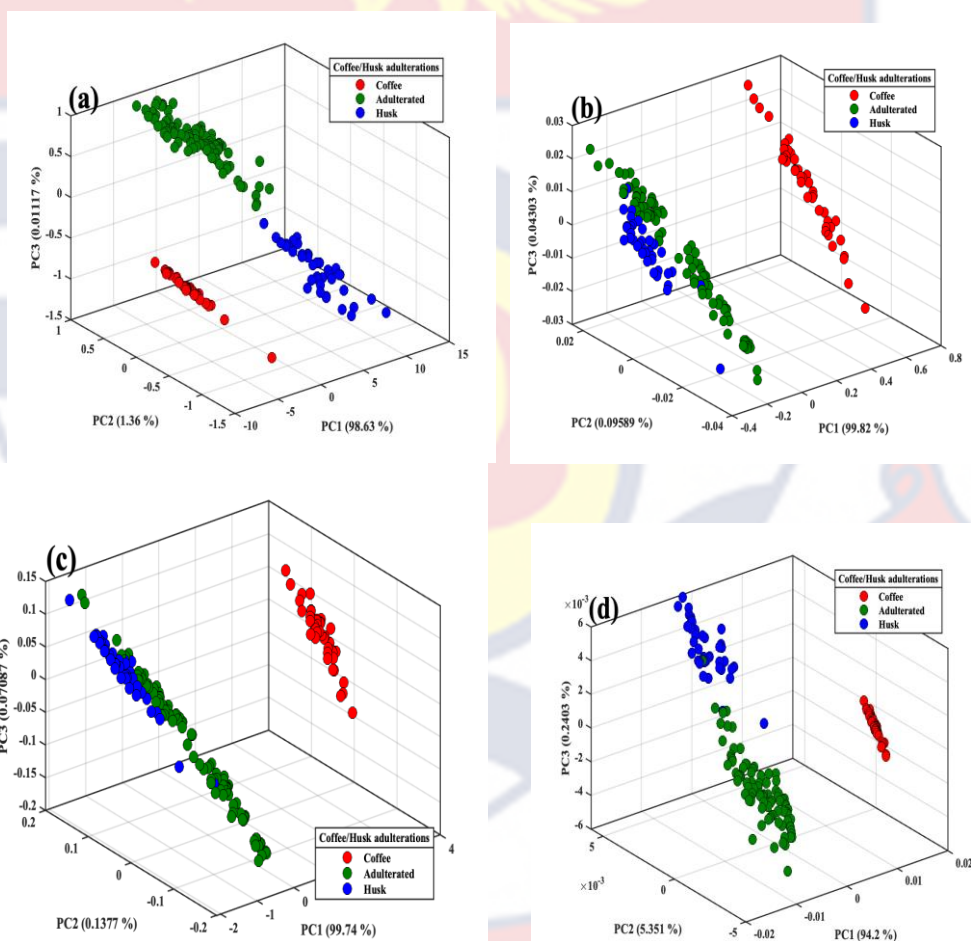 (a)
Coffee/Husk adulterations
Coffee
Adulterated
Husk
PC3 (0.01117 %)
1
0.5
0
-0.5
-1
-1.5
1
0.5
0
-0.5
-1
-1.5
-10
-5
0
5
10
15
PC2 (1.36 %)
PC1 (98.63 %)
(b)
Coffee/Husk adulterations
Coffee
Adulterated
Husk
PC3 (0.04303 %)
0.03
0.02
0.01
0
-0.01
-0.02
-0.03
0.02
0
-0.02
-0.04
-0.4
-0.2
0
0.2
0.4
0.6
0.8
PC2 (0.09589 %)
PC1 (99.82 %)
(c)
PC3 (0.07087 %)
0.15
0.1
0.05
0
-0.05
-0.1
-0.15
-0.2
0.2
0.1
0
-0.1
-0.2
-2
-1
0
4
Coffee/Husk adulterations
Coffee
Adulterated
Husk
PC2 (0.1377 %)
PC1 (99.74 %)
(d)
Coffee/Husk adulterations
Coffee
Adulterated
Husk
×10⁻³
PC3 (0.2403 %)
6
4
2
0
-2
-4
-6
5
×10⁻³
0
-5
-0.02
-0.01
0
0.01
0.02
PC2 (5.351 %)
PC1 (94.2 %)